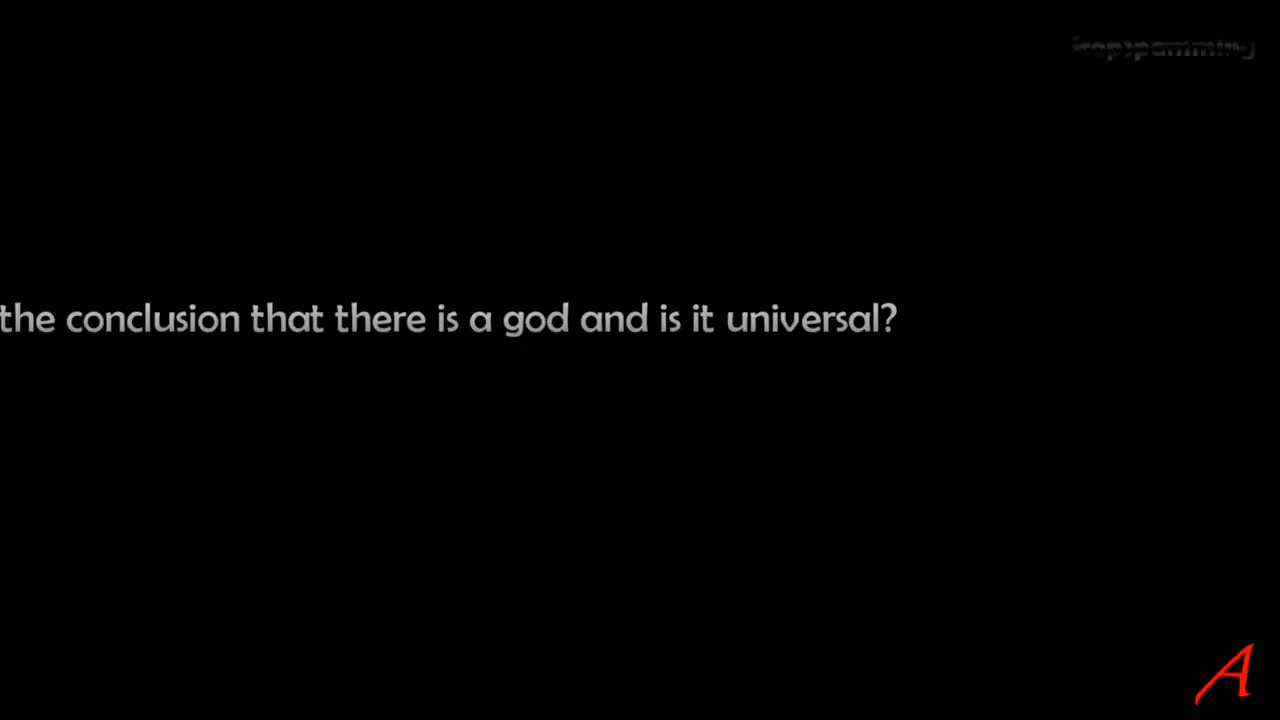 the conclusion that there is a god and is it universal?
A